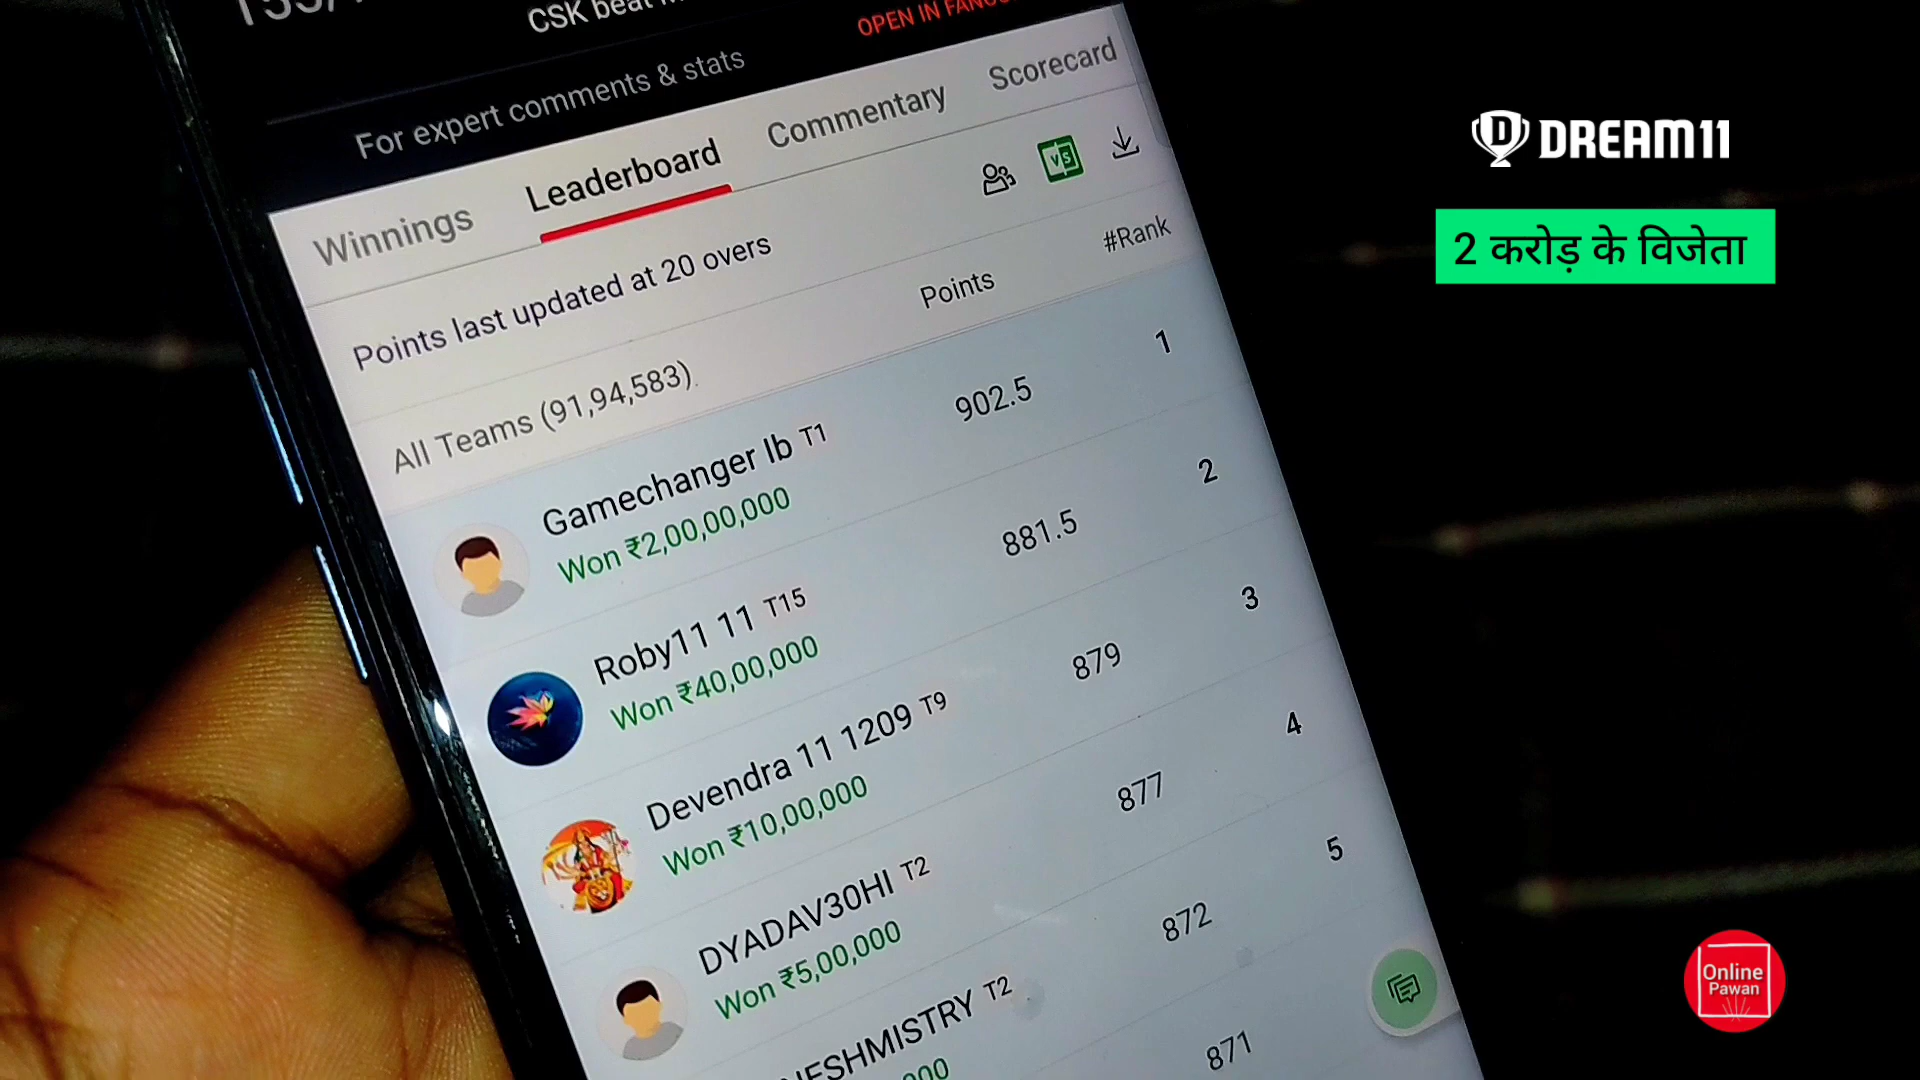 CSK beat
OPEN IN
For expert comments & stats
Winnings
Leaderboard
Commentary
Scorecard
Points last updated at 20 overs
VS
All Teams (91,94,583)
Points
#Rank
Gamechanger lb T1
Won ₹2,00,00,000
902.5
1
Roby11 11 T15
Won ₹40,00,000
881.5
2
Devendra 11 1209 T9
Won ₹10,00,000
879
3
DYADAV30HI T2
Won ₹5,00,000
877
4
T2
872
5
871
D DREAM11
2 करोड़ के विजेता
Online
Pawan